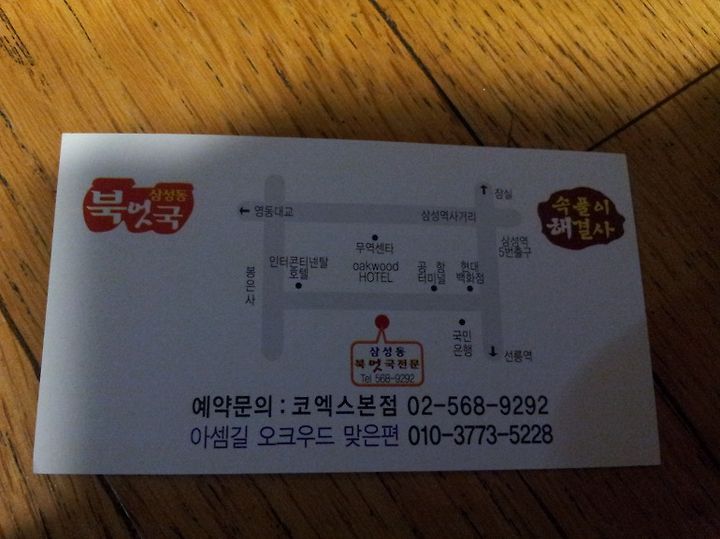 삼성동
북엇국
속풀이
해결사
↑ 잠실
← 영동대교
삼성역사거리
삼성역
5번출구
무역센타
인터콘티넨탈
호텔
oakwood
HOTEL
공항
터미널
현대
백화점
봉은사
국민
은행
↓ 선릉역
삼성동
북엇국전문
Tel 568-9292
예약문의 : 코엑스본점 02-568-9292
아셈길 오크우드 맞은편 010-3773-5228